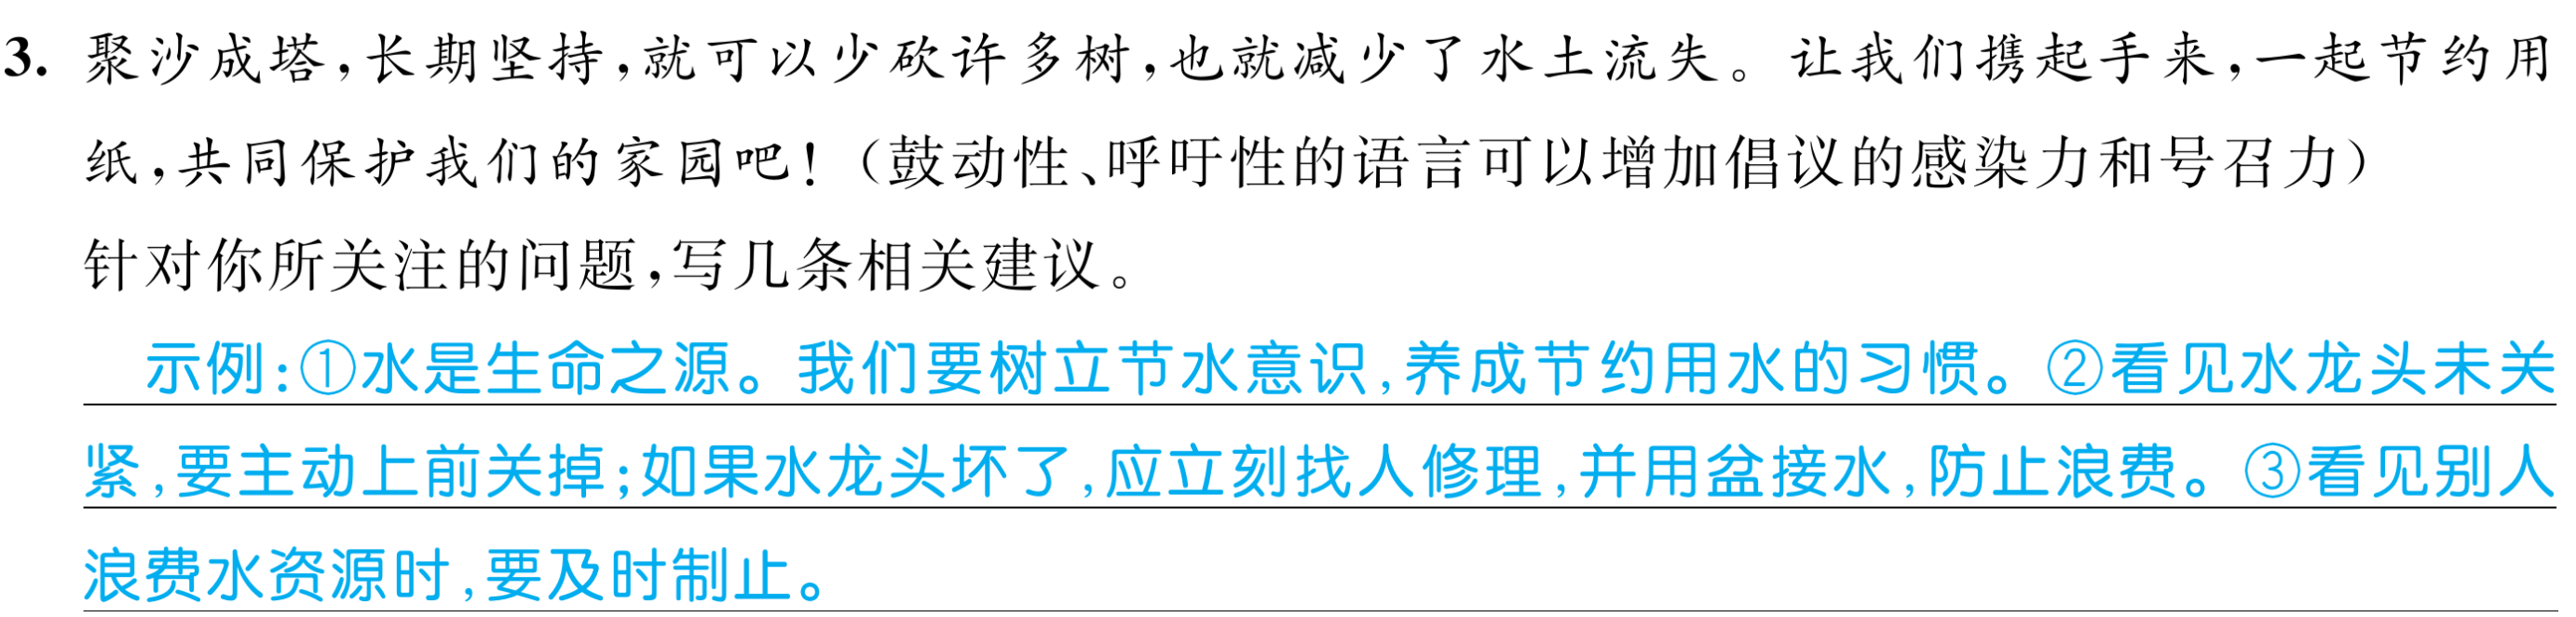 3. 聚沙成塔,长期坚持,就可以少砍许多树,也就减少了水土流失。让我们携起手来,一起节约用
纸,共同保护我们的家园吧!(鼓动性、呼吁性的语言可以增加倡议的感染力和号召力)
针对你所关注的问题,写几条相关建议。
示例:①水是生命之源。我们要树立节水意识,养成节约用水的习惯。②看见水龙头未关
紧,要主动上前关掉;如果水龙头坏了,应立刻找人修理,并用盆接水,防止浪费。③看见别人
浪费水资源时,要及时制止。